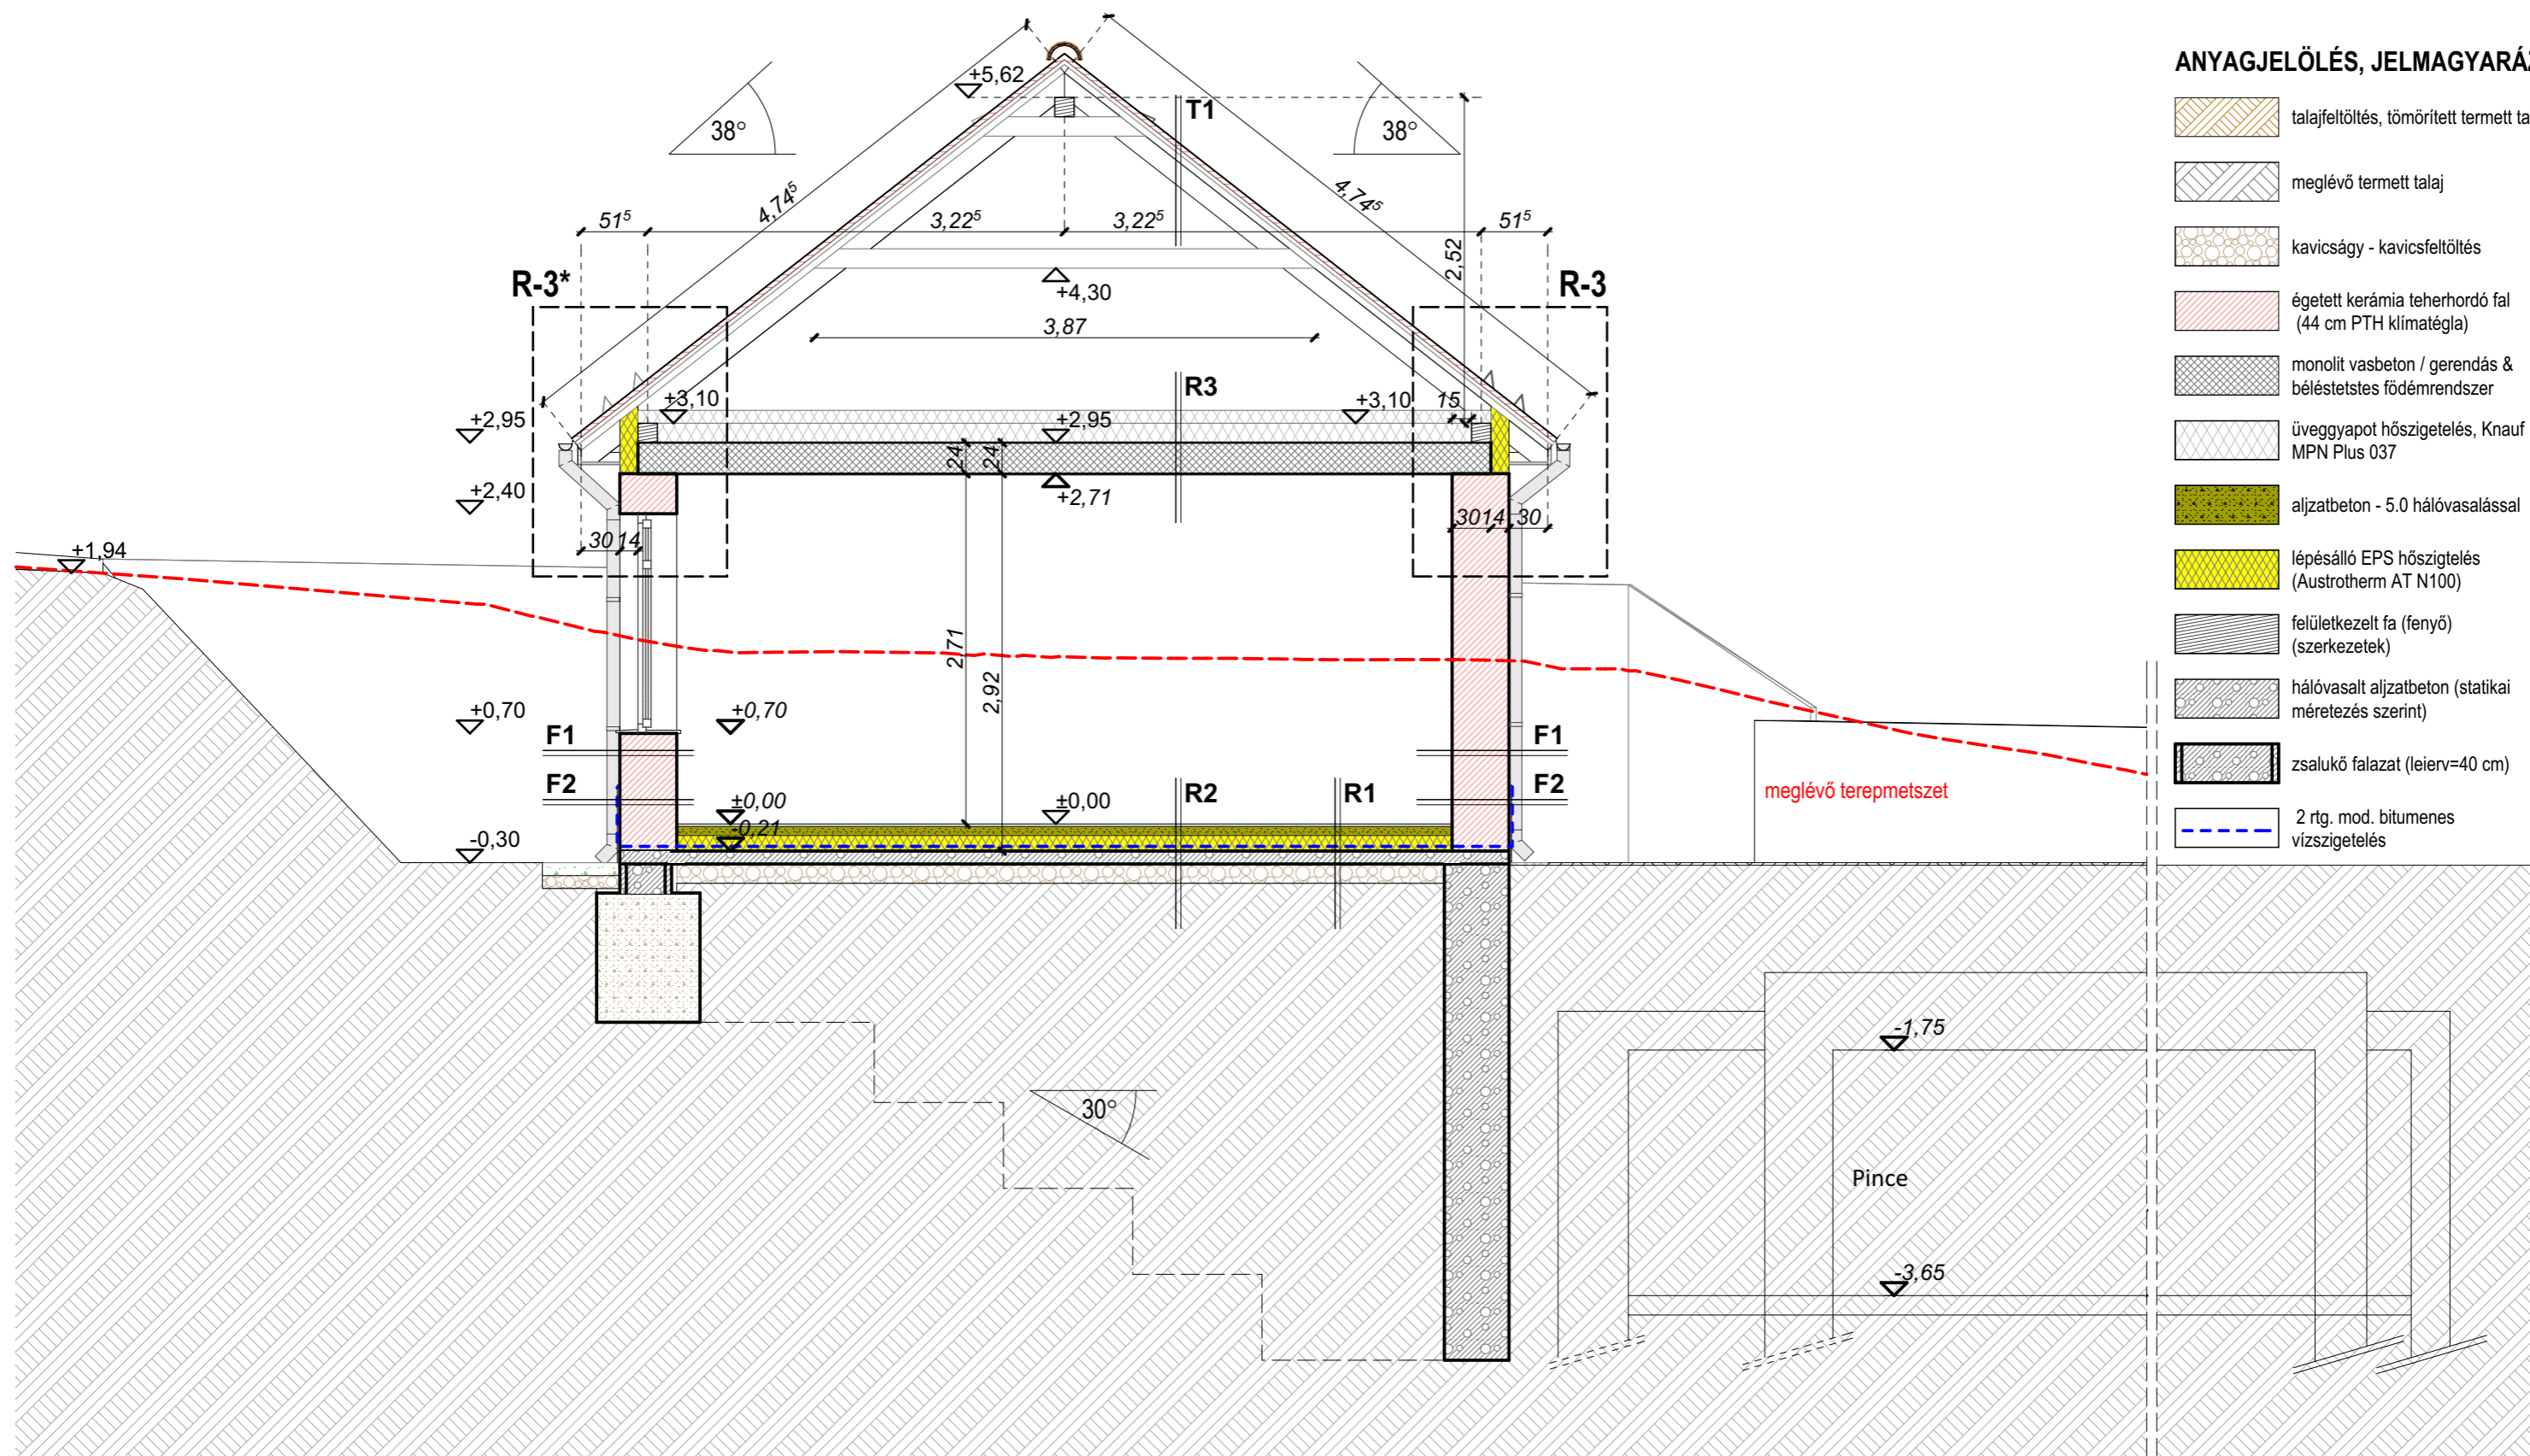 ANYAGJELÖLÉS, JELMAGYARÁZ
talajfeltöltés, tömörített termett ta
meglévő termett talaj
kavicságy - kavicsfeltöltés
égetett kerámia teherhordó fal
(44 cm PTH klímatégla)
monolit vasbeton / gerendás &
béléstetstes födémrendszer
üveggyapot hőszigetelés, Knauf
MPN Plus 037
aljzatbeton - 5.0 hálóvasalással
lépésálló EPS hőszigtelés
(Austrotherm AT N100)
felületkezelt fa (fenyő)
(szerkezetek)
hálóvasalt aljzatbeton (statikai
méretezés szerint)
zsalukő falazat (leierv=40 cm)
2 rtg. mod. bitumenes
vízszigetelés
+5,62
T1
38°
38°
4,74⁵
4,74⁵
51⁵
3,22⁵
3,22⁵
51⁵
2,52
R-3*
R-3
+4,30
3,87
R3
+3,10
+3,10
15
+2,95
+2,95
24
24
+2,40
+2,71
30 14
30 14 30
+1,94
2,71
2,92
+0,70
+0,70
F1
F1
F2
F2
±0,00
±0,00
R2
R1
-0,21
-0,30
meglévő terepmetszet
-1,75
30°
Pince
-3,65